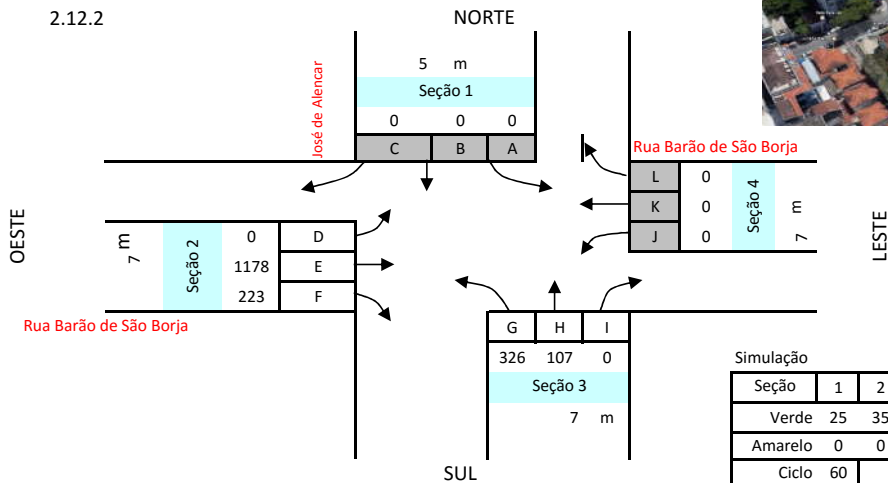 2.12.2
NORTE
José de Alencar
5 m
Seção 1
0 0 0
C B A
Rua Barão de São Borja
L 0
K 0
J 0
Seção 4
7 m
OESTE
LESTE
7 m
Seção 2
0 D
1178 E
223 F
Rua Barão de São Borja
G H I
326 107 0
Seção 3
7 m
SUL
Simulação
Seção 1 2
Verde 25 35
Amarelo 0 0
Ciclo 60